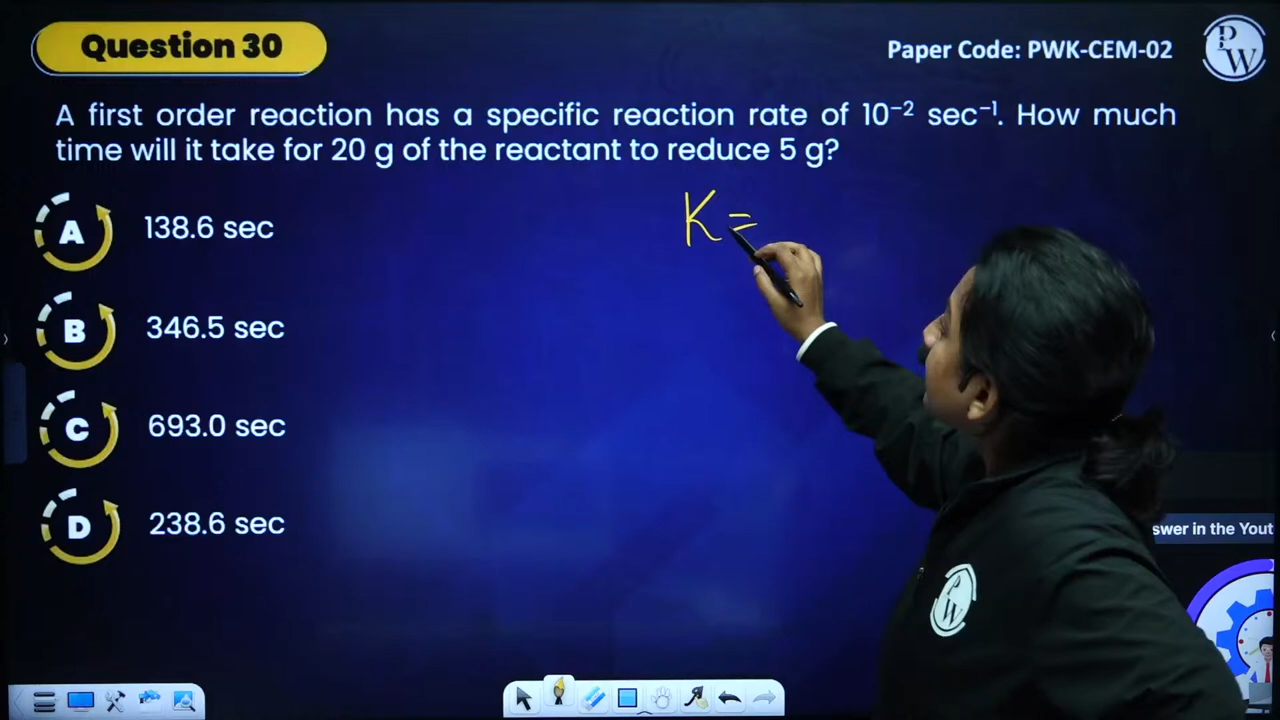 Question 30
Paper Code: PWK-CEM-02
PW
A first order reaction has a specific reaction rate of 10⁻² sec⁻¹. How much
time will it take for 20 g of the reactant to reduce 5 g?
K =
A 138.6 sec
B 346.5 sec
C 693.0 sec
D 238.6 sec
swer in the Yout
PW